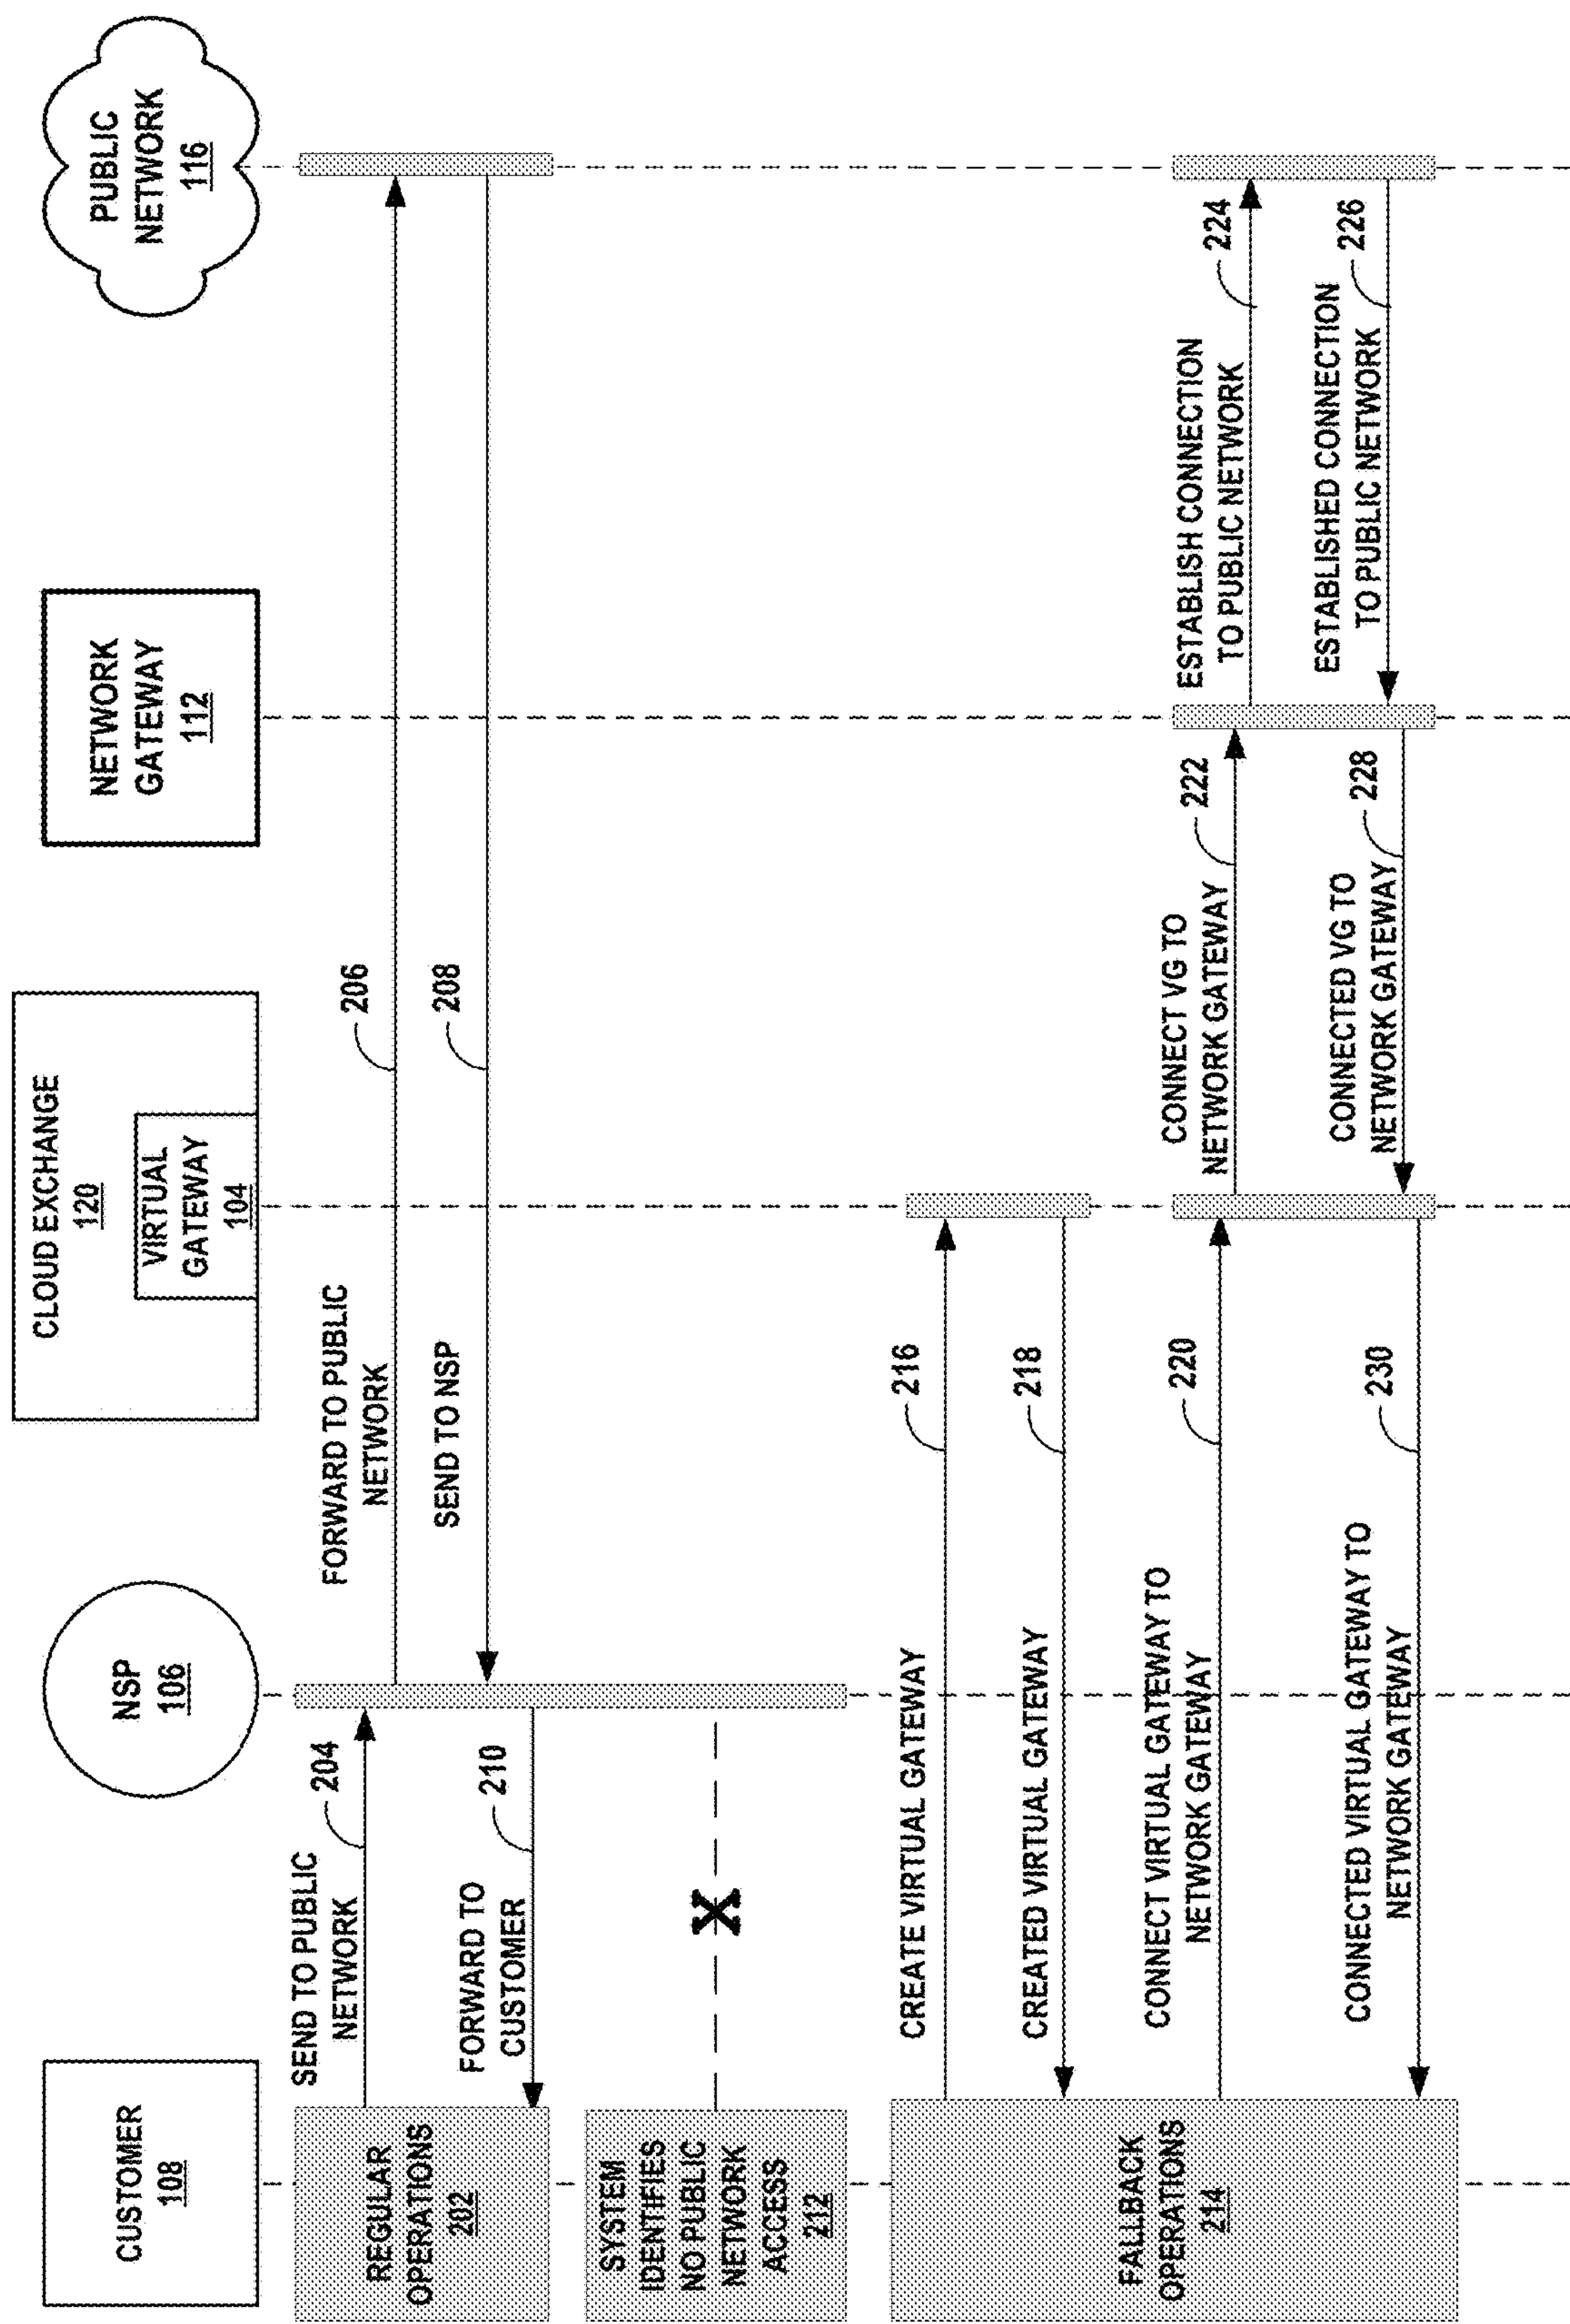 CUSTOMER
108
NSP
106
CLOUD EXCHANGE
120
VIRTUAL
GATEWAY
104
NETWORK
GATEWAY
112
PUBLIC
NETWORK
116
REGULAR
OPERATIONS
202
SEND TO PUBLIC
NETWORK
204
FORWARD TO PUBLIC
NETWORK
206
SEND TO NSP
208
FORWARD TO
CUSTOMER
210
SYSTEM
IDENTIFIES
NO PUBLIC
NETWORK
ACCESS
212
X
FALLBACK
OPERATIONS
214
CREATE VIRTUAL GATEWAY
216
CREATED VIRTUAL GATEWAY
218
CONNECT VIRTUAL GATEWAY TO
NETWORK GATEWAY
220
CONNECT VG TO
NETWORK GATEWAY
222
ESTABLISH CONNECTION
TO PUBLIC NETWORK
224
ESTABLISHED CONNECTION
TO PUBLIC NETWORK
226
CONNECTED VG TO
NETWORK GATEWAY
228
CONNECTED VIRTUAL GATEWAY TO
NETWORK GATEWAY
230